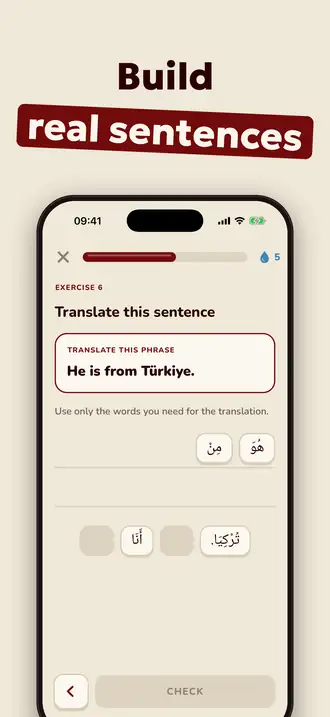 Build
real sentences
09:41
5
EXERCISE 6
Translate this sentence
TRANSLATE THIS PHRASE
He is from Türkiye.
Use only the words you need for the translation.
هُوَ مِنْ
تُرْكِيَا. أَنَا
CHECK